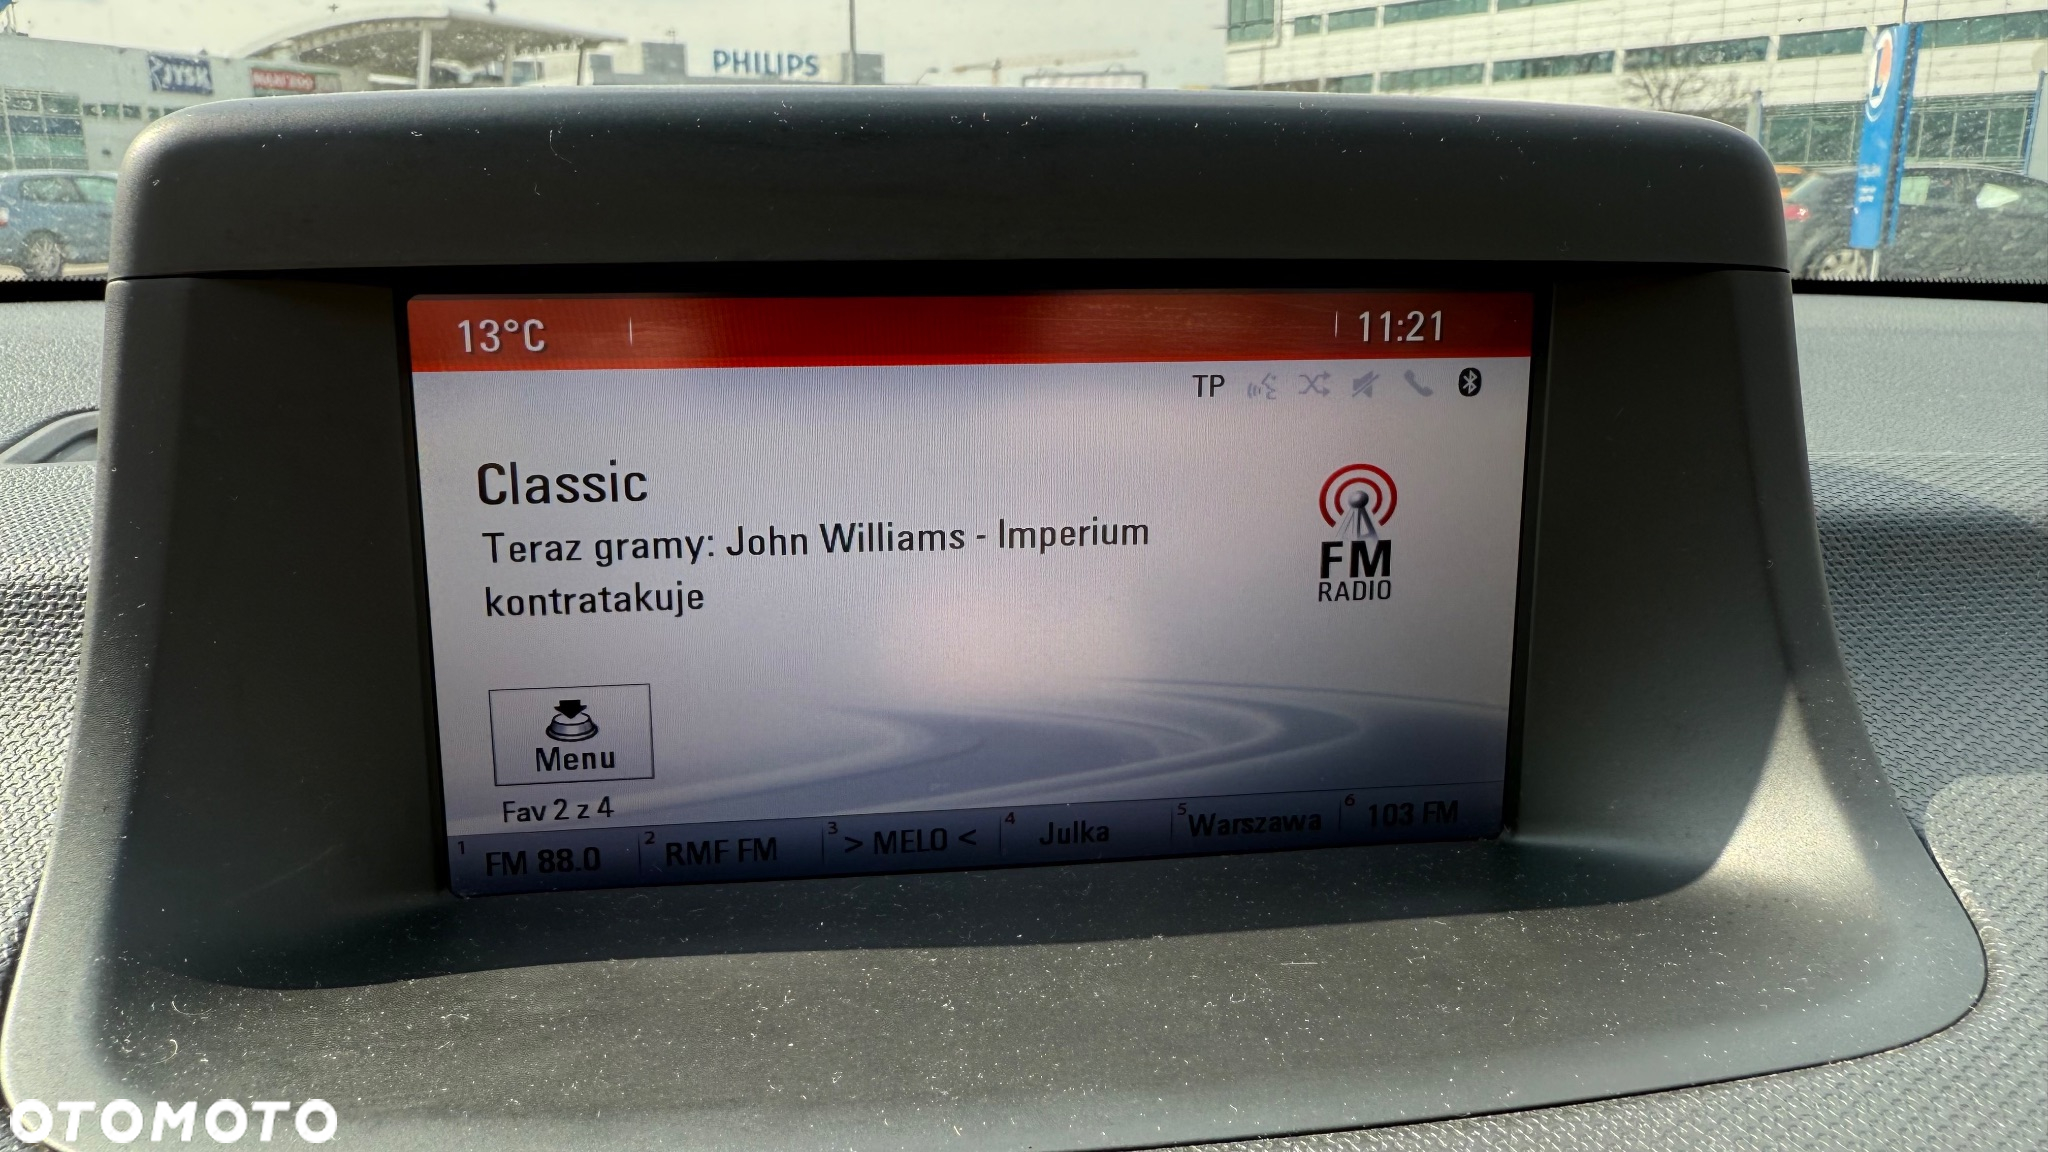 JYSK
PHILIPS
13°C
11:21
TP
Classic
Teraz gramy: John Williams - Imperium
kontratakuje
FM
RADIO
Menu
Fav 2 z 4
1 FM 88.0 2 RMF FM 3 > MELO < 4 Julka 5 Warszawa 6 103 FM
OTOMOTO